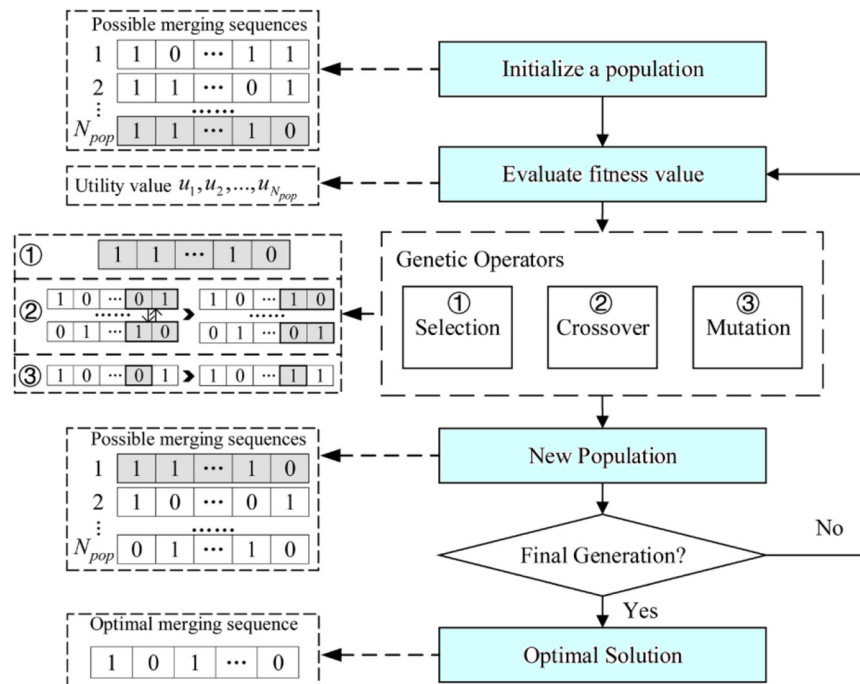 Possible merging sequences
1 1 0 ··· 1 1
2 1 1 ··· 0 1
⋮ ······
N_pop 1 1 ··· 1 0
Initialize a population
Utility value u_1,u_2,...,u_{N_pop}
Evaluate fitness value
① 1 1 ··· 1 0
② 1 0 ··· 0 1 1 0 ··· 1 0
······ ······
0 1 ··· 1 0 0 1 ··· 0 1
③ 1 0 ··· 0 1 1 0 ··· 1 1
Genetic Operators
①
Selection
②
Crossover
③
Mutation
Possible merging sequences
1 1 1 ··· 1 0
2 1 0 ··· 0 1
⋮ ······
N_pop 0 1 ··· 1 0
New Population
Final Generation?
No
Yes
Optimal merging sequence
1 0 1 ··· 0
Optimal Solution